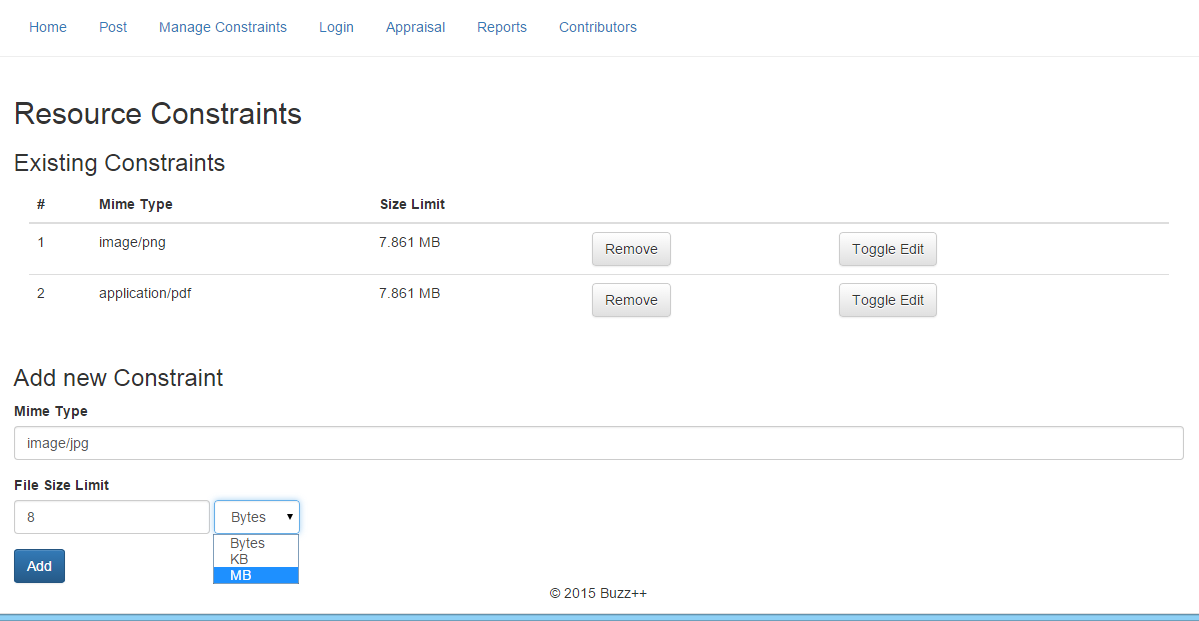 Home Post Manage Constraints Login Appraisal Reports Contributors
Resource Constraints
Existing Constraints
# Mime Type Size Limit
1 image/png 7.861 MB Remove Toggle Edit
2 application/pdf 7.861 MB Remove Toggle Edit
Add new Constraint
Mime Type
image/jpg
File Size Limit
8 Bytes
Bytes
KB
Add
MB
© 2015 Buzz++